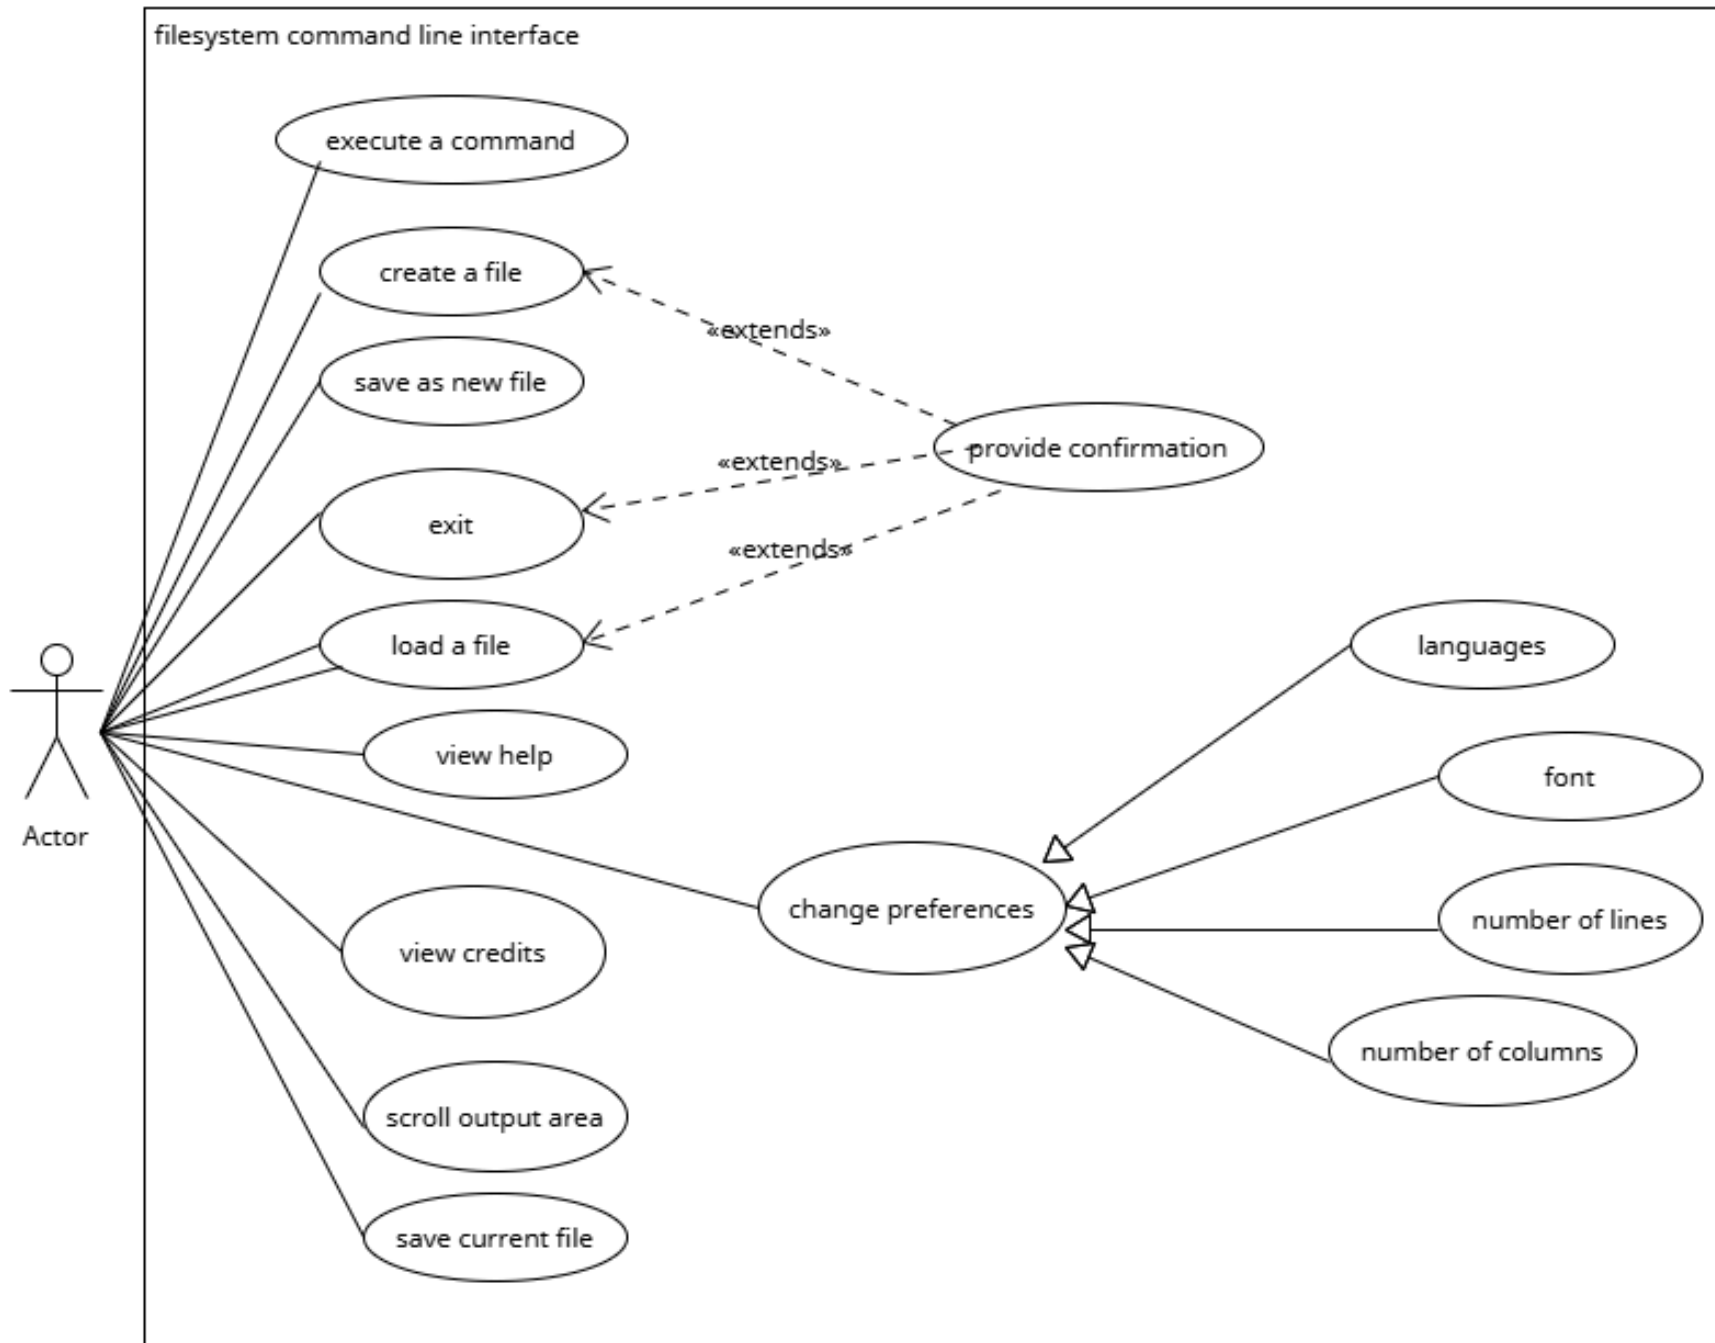 filesystem command line interface
execute a command
create a file
«extends»
save as new file
provide confirmation
«extends»
exit
«extends»
load a file
languages
view help
font
Actor
change preferences
number of lines
view credits
number of columns
scroll output area
save current file